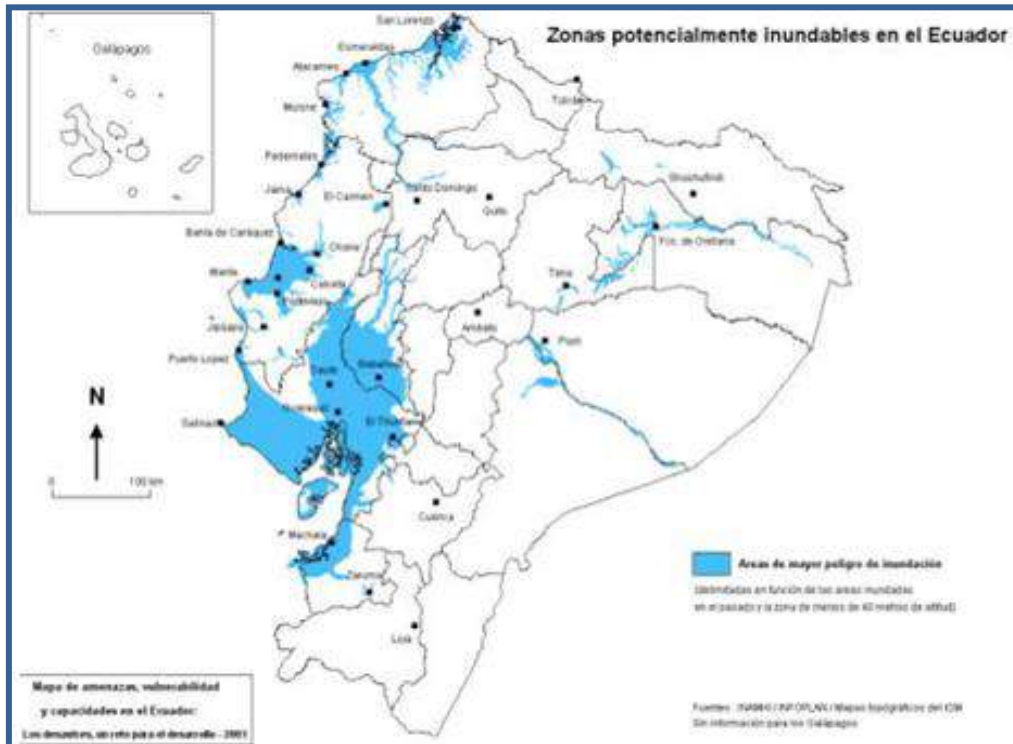 Zonas potencialmente inundables en el Ecuador
Galápagos
San Lorenzo
Esmeraldas
Atacames
Muisne
Tulcán
Pedernales
Jama
El Carmen
Santo Domingo
Quito
Shushufindi
Bahía de Caráquez
Chone
Fco. de Orellana
Manta
Calceta
Portoviejo
Tena
Jipijapa
Ambato
Puyo
Puerto López
Daule
Babahoyo
Guayaquil
Salinas
El Triunfo
N
0 100 km
Cuenca
Machala
Zaruma
Loja
Areas de mayor peligro de inundación
(delimitadas en función de las areas inundadas
en el pasado y la zona de menos de 40 metros de altitud)
Mapa de amenazas, vulnerabilidad
y capacidades en el Ecuador:
Los desastres, un reto para el desarrollo - 2001
Fuentes : INAMHI / INFOPLAN / Mapas topográficos del IGM
Sin información para los Galápagos